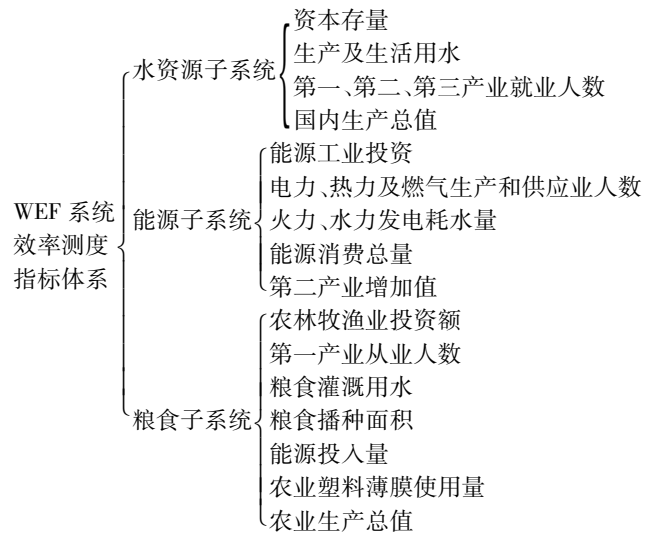 WEF 系统
效率测度
指标体系
水资源子系统
资本存量
生产及生活用水
第一、第二、第三产业就业人数
国内生产总值
能源子系统
能源工业投资
电力、热力及燃气生产和供应业人数
火力、水力发电耗水量
能源消费总量
第二产业增加值
粮食子系统
农林牧渔业投资额
第一产业从业人数
粮食灌溉用水
粮食播种面积
能源投入量
农业塑料薄膜使用量
农业生产总值